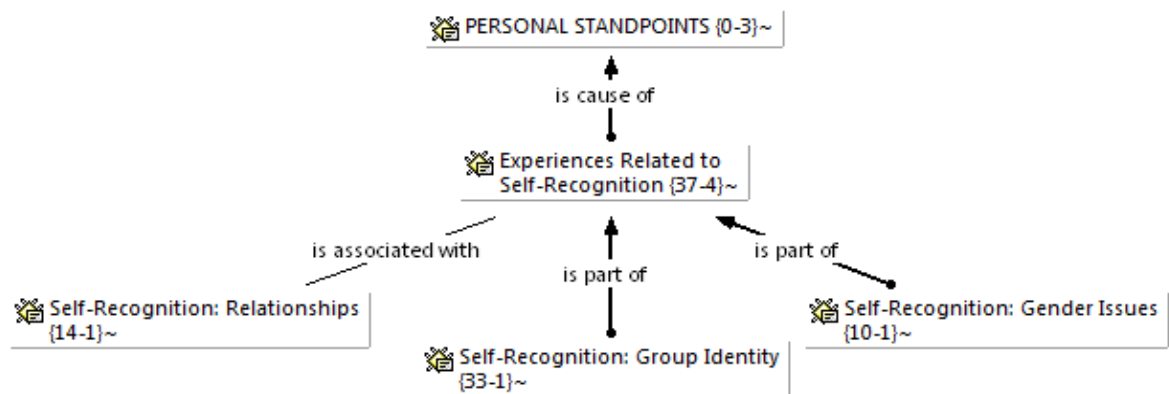 PERSONAL STANDPOINTS {0-3}~
is cause of
Experiences Related to
Self-Recognition {37-4}~
is associated with
is part of
is part of
Self-Recognition: Relationships
{14-1}~
Self-Recognition: Group Identity
{33-1}~
Self-Recognition: Gender Issues
{10-1}~